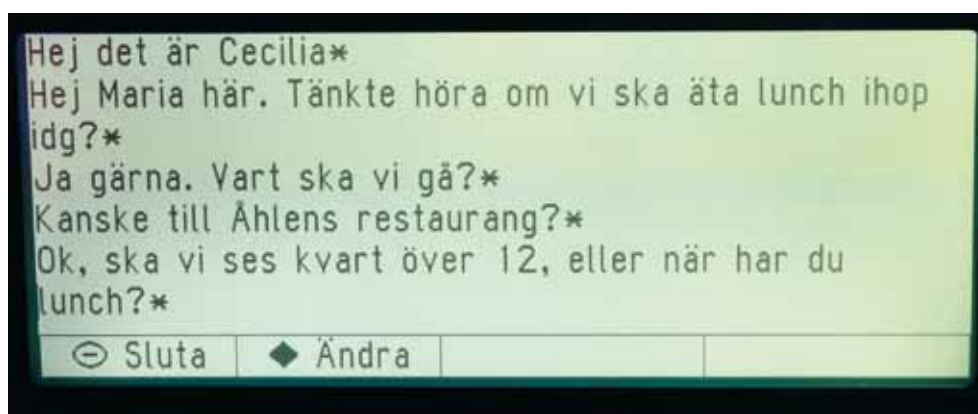 Hej det är Cecilia*
Hej Maria här. Tänkte höra om vi ska äta lunch ihop
idg?*
Ja gärna. Vart ska vi gå?*
Kanske till Åhlens restaurang?*
Ok, ska vi ses kvart över 12, eller när har du
lunch?*
Sluta Ändra